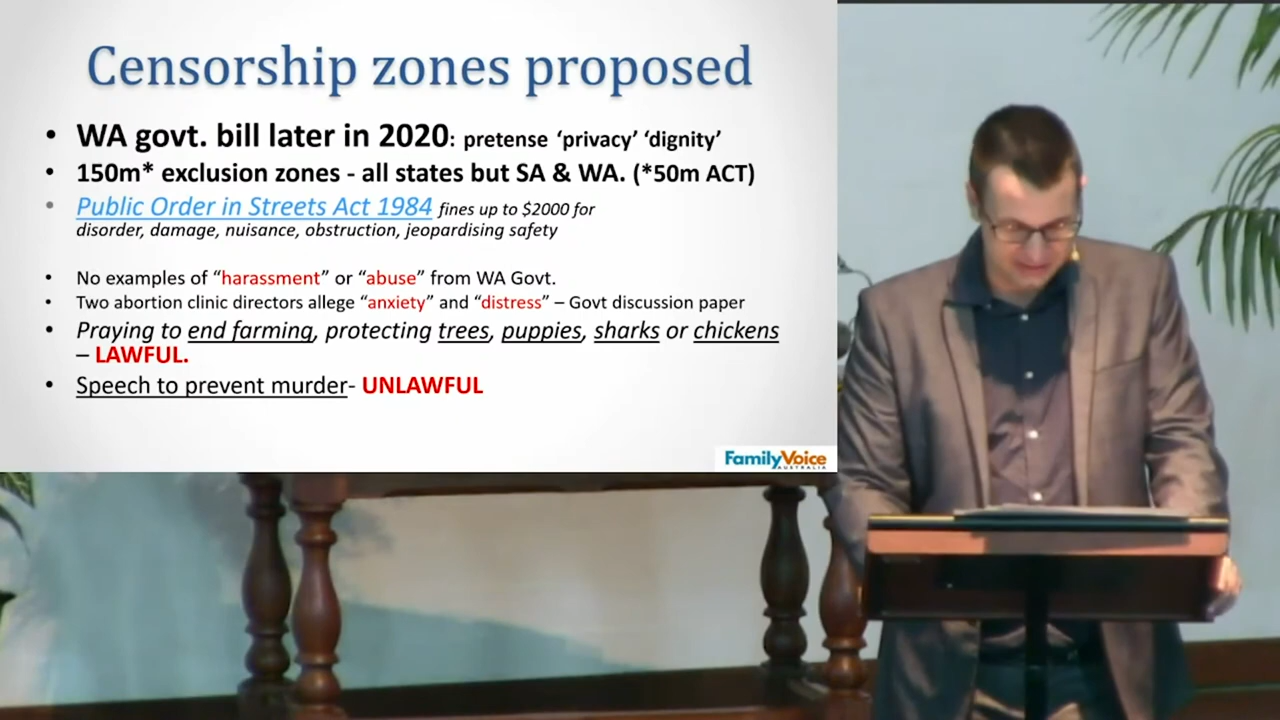 Censorship zones proposed
• WA govt. bill later in 2020: pretense ‘privacy’ ‘dignity’
• 150m* exclusion zones - all states but SA & WA. (*50m ACT)
• Public Order in Streets Act 1984 fines up to $2000 for
disorder, damage, nuisance, obstruction, jeopardising safety
• No examples of “harassment” or “abuse” from WA Govt.
• Two abortion clinic directors allege “anxiety” and “distress” – Govt discussion paper
• Praying to end farming, protecting trees, puppies, sharks or chickens
– LAWFUL.
• Speech to prevent murder- UNLAWFUL
FamilyVoice
AUSTRALIA